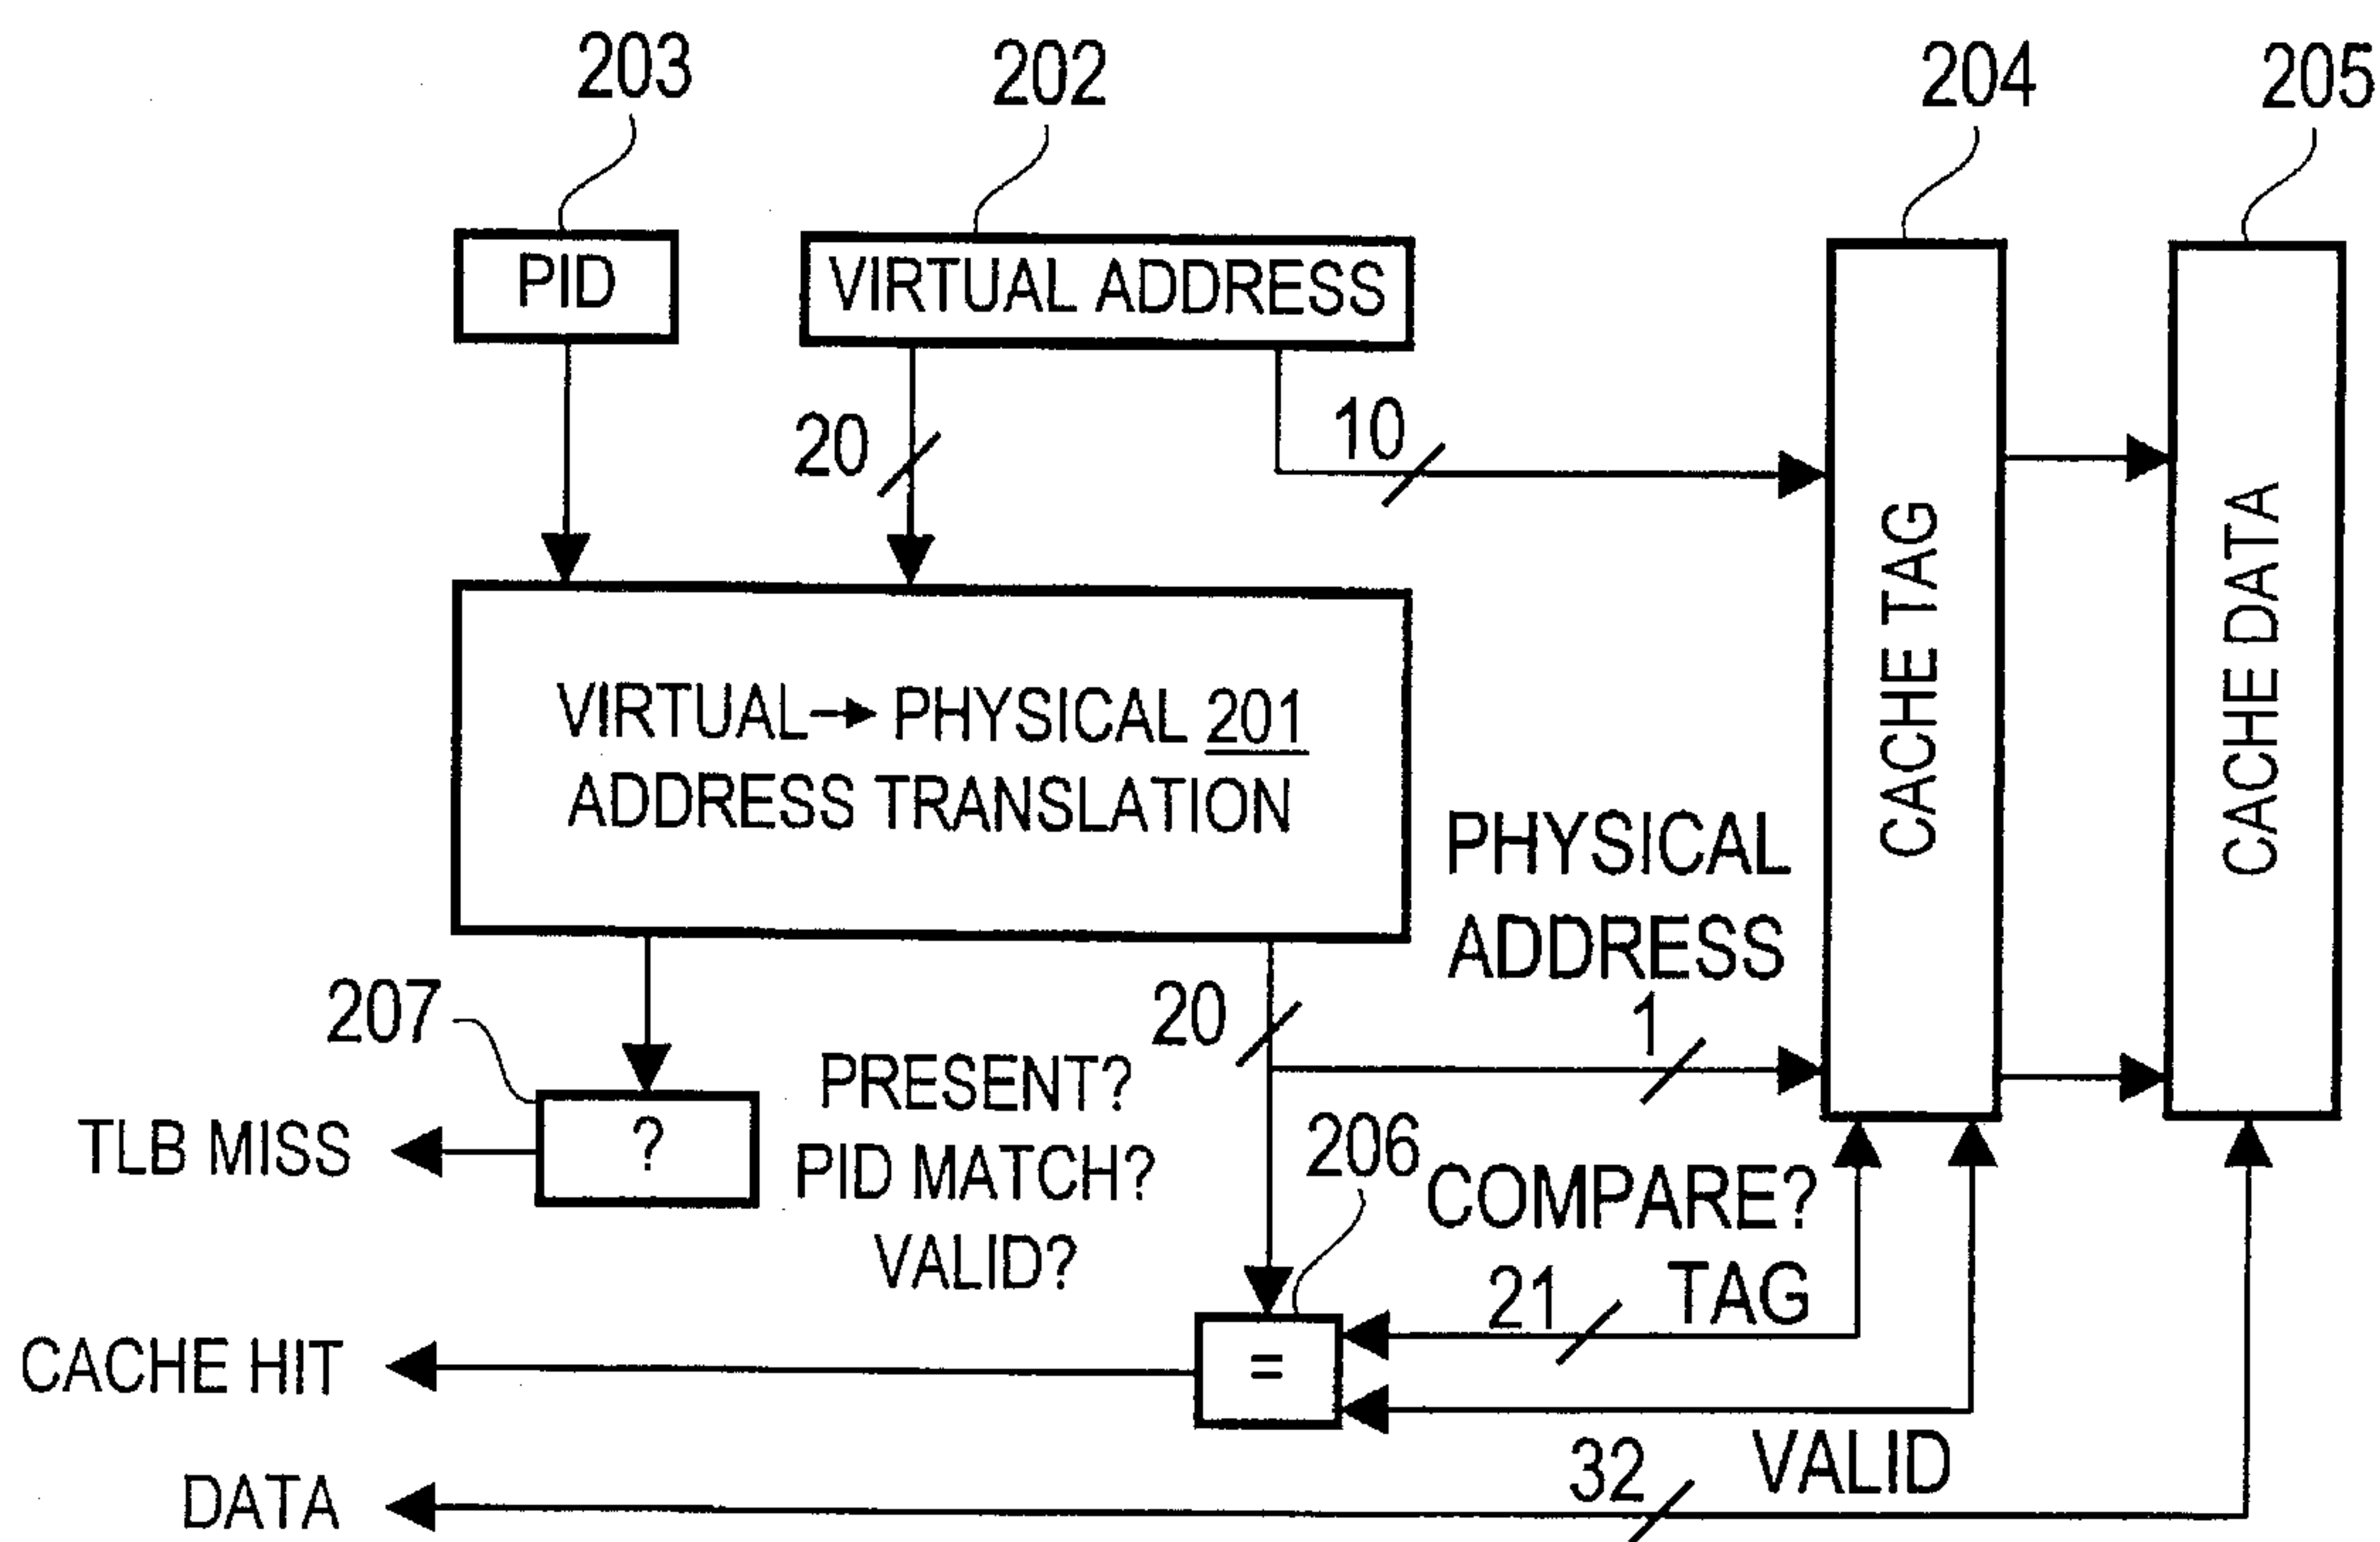 203
202
204
205
PID
VIRTUAL ADDRESS
20
10
CACHE TAG
CACHE DATA
VIRTUAL → PHYSICAL 201
ADDRESS TRANSLATION
PHYSICAL
ADDRESS
207
20
1
?
TLB MISS
PRESENT?
PID MATCH?
VALID?
206
COMPARE?
21 TAG
=
CACHE HIT
VALID
32
DATA